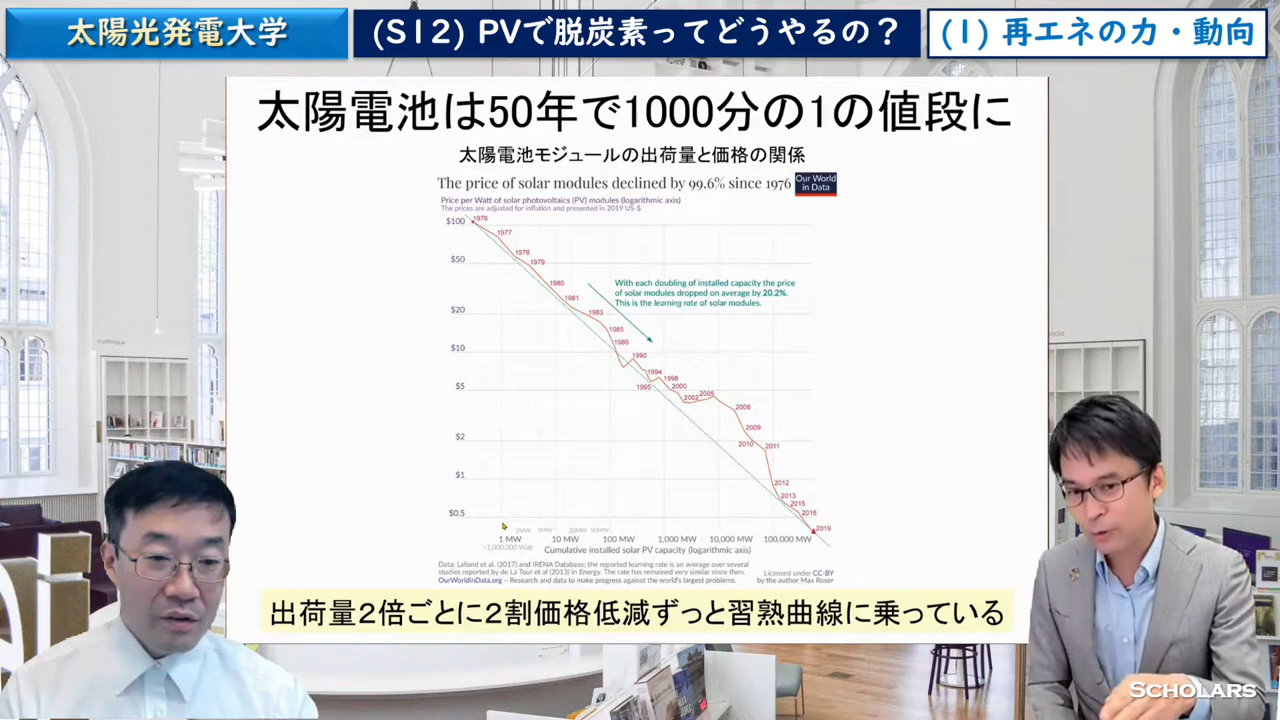 太陽光発電大学
(S12) PVで脱炭素ってどうやるの？
(1) 再エネの力・動向
太陽電池は50年で1000分の1の値段に
太陽電池モジュールの出荷量と価格の関係
The price of solar modules declined by 99.6% since 1976
Our World
in Data
Price per Watt of solar photovoltaics (PV) modules (logarithmic axis)
The prices are adjusted for inflation and presented in 2019 US-$.
$100
$50
$20
$10
$5
$2
$1
$0.5
1976
1977
1978
1979
1980
1981
1983
1985
1986
1990
1994
1995
1998
2000
2002
2005
2008
2009
2010
2011
2012
2013
2015
2016
2019
With each doubling of installed capacity the price
of solar modules dropped on average by 20.2%.
This is the learning rate of solar modules.
2MW 5MW 20MW 50MW
1 MW 10 MW 100 MW 1,000 MW 10,000 MW 100,000 MW
=1,000,000 Watt
Cumulative installed solar PV capacity (logarithmic axis)
Data: Lafond et al. (2017) and IRENA Database; the reported learning rate is an average over several
studies reported by de La Tour et al (2013) in Energy. The rate has remained very similar since then.
OurWorldinData.org – Research and data to make progress against the world's largest problems.
Licensed under CC-BY
by the author Max Roser
出荷量２倍ごとに２割価格低減ずっと習熟曲線に乗っている
SCHOLARS